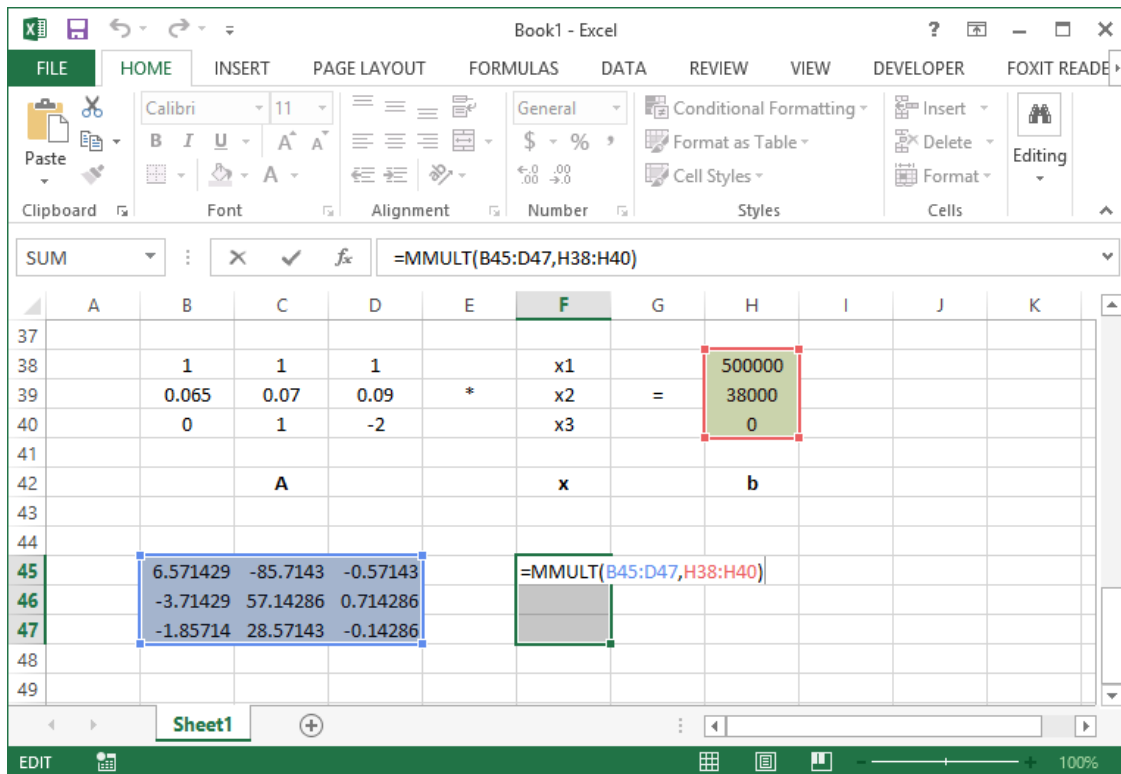 Book1 - Excel ?
FILE HOME INSERT PAGE LAYOUT FORMULAS DATA REVIEW VIEW DEVELOPER FOXIT READE
Paste
Clipboard
Calibri 11
B I U A A
A
Font
Alignment
General
$ % ,
.00 .00
Number
Conditional Formatting
Format as Table
Cell Styles
Styles
Insert
Delete
Format
Cells
Editing
SUM fx =MMULT(B45:D47,H38:H40)
A B C D E F G H I J K
37
38 1 1 1 x1 500000
39 0.065 0.07 0.09 * x2 = 38000
40 0 1 -2 x3 0
41
42 A x b
43
44
45 6.571429 -85.7143 -0.57143 =MMULT(B45:D47,H38:H40)
46 -3.71429 57.14286 0.714286
47 -1.85714 28.57143 -0.14286
48
49
Sheet1
EDIT 100%